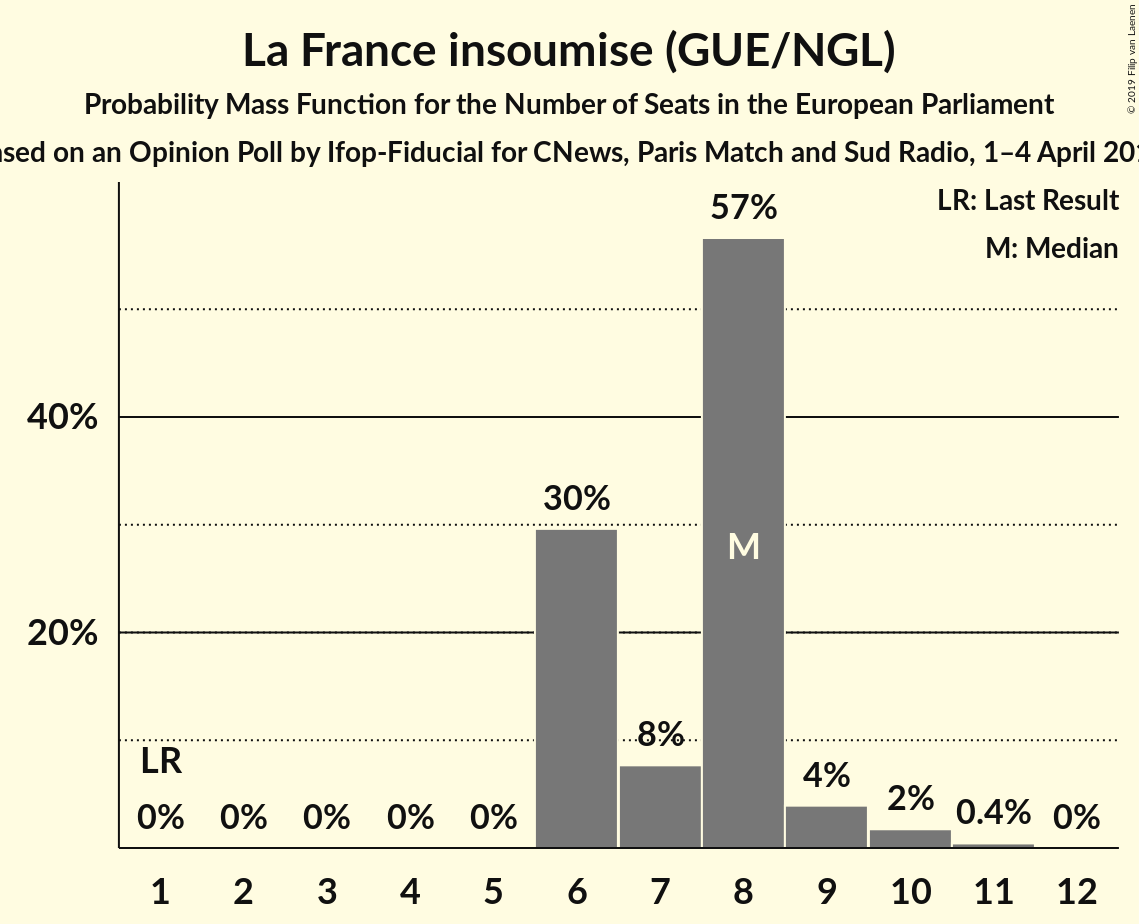 La France insoumise (GUE/NGL)
Probability Mass Function for the Number of Seats in the European Parliament
on an Opinion Poll by Ifop-Fiducial for CNews, Paris Match and Sud Radio, 1–4 April
© 2019 Filip van Laenen
LR: Last Result
M: Median
57%
40%
30%
M
20%
8%
LR
4%
2%
0.4%
0% 0% 0% 0% 0% 0%
1 2 3 4 5 6 7 8 9 10 11 12